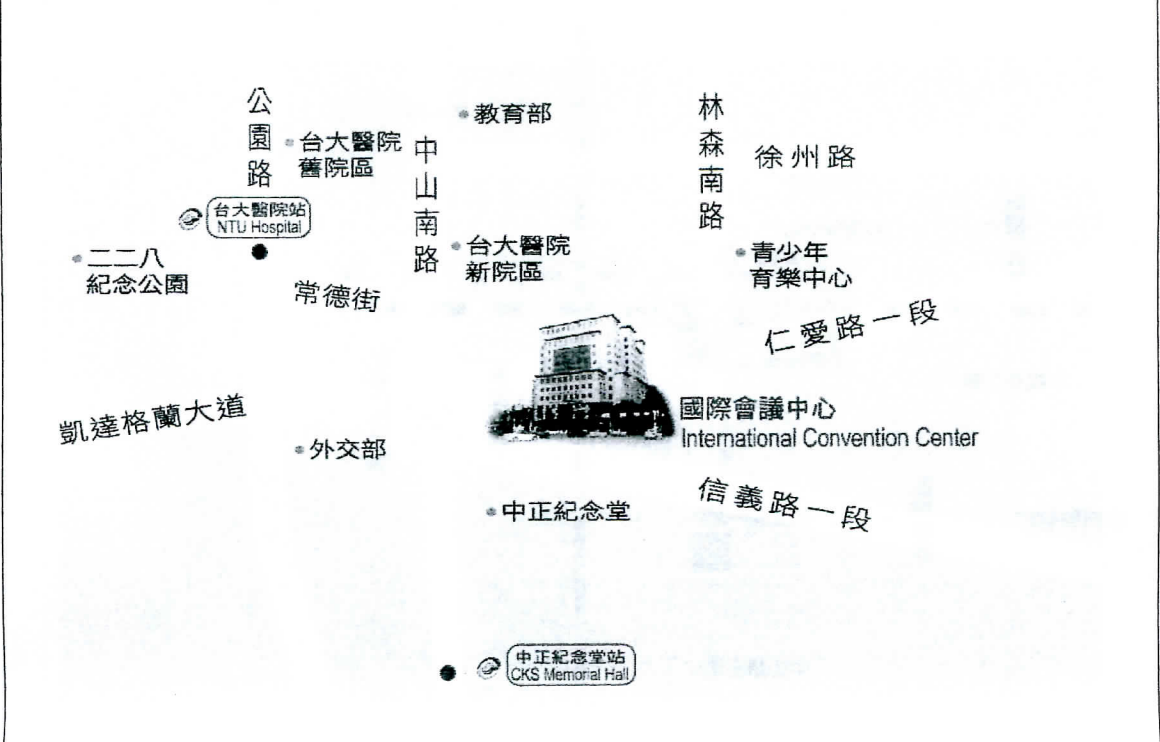 公園路
教育部
林森南路
台大醫院
舊院區
中山南路
徐州路
台大醫院站
NTU Hospital
二二八
紀念公園
台大醫院
新院區
青少年
育樂中心
常德街
仁愛路一段
凱達格蘭大道
國際會議中心
International Convention Center
外交部
信義路一段
中正紀念堂
中正紀念堂站
CKS Memorial Hall